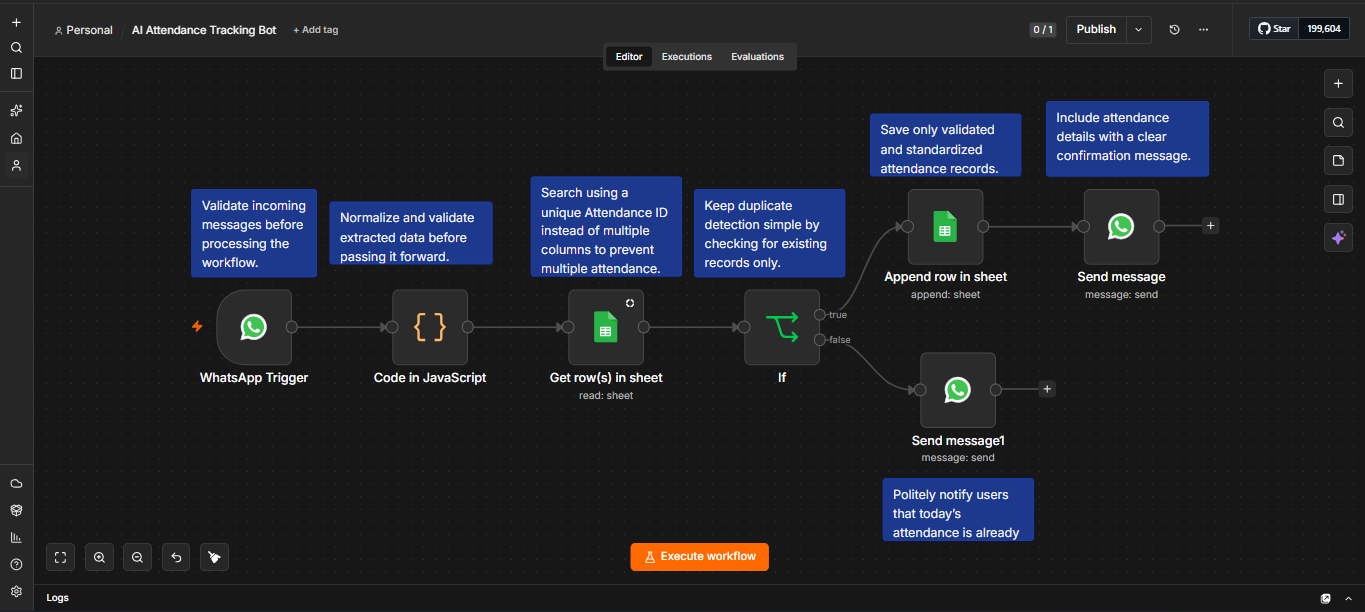 Personal / AI Attendance Tracking Bot + Add tag
0 / 1 Publish
Star 199,604
Editor Executions Evaluations
Validate incoming
messages before
processing the
workflow.
Normalize and validate
extracted data before
passing it forward.
Search using a
unique Attendance ID
instead of multiple
columns to prevent
multiple attendance.
Keep duplicate
detection simple by
checking for existing
records only.
Save only validated
and standardized
attendance records.
Include attendance
details with a clear
confirmation message.
WhatsApp Trigger
Code in JavaScript
Get row(s) in sheet
read: sheet
If
true
false
Append row in sheet
append: sheet
Send message
message: send
Send message1
message: send
Politely notify users
that today's
attendance is already
Execute workflow
Logs